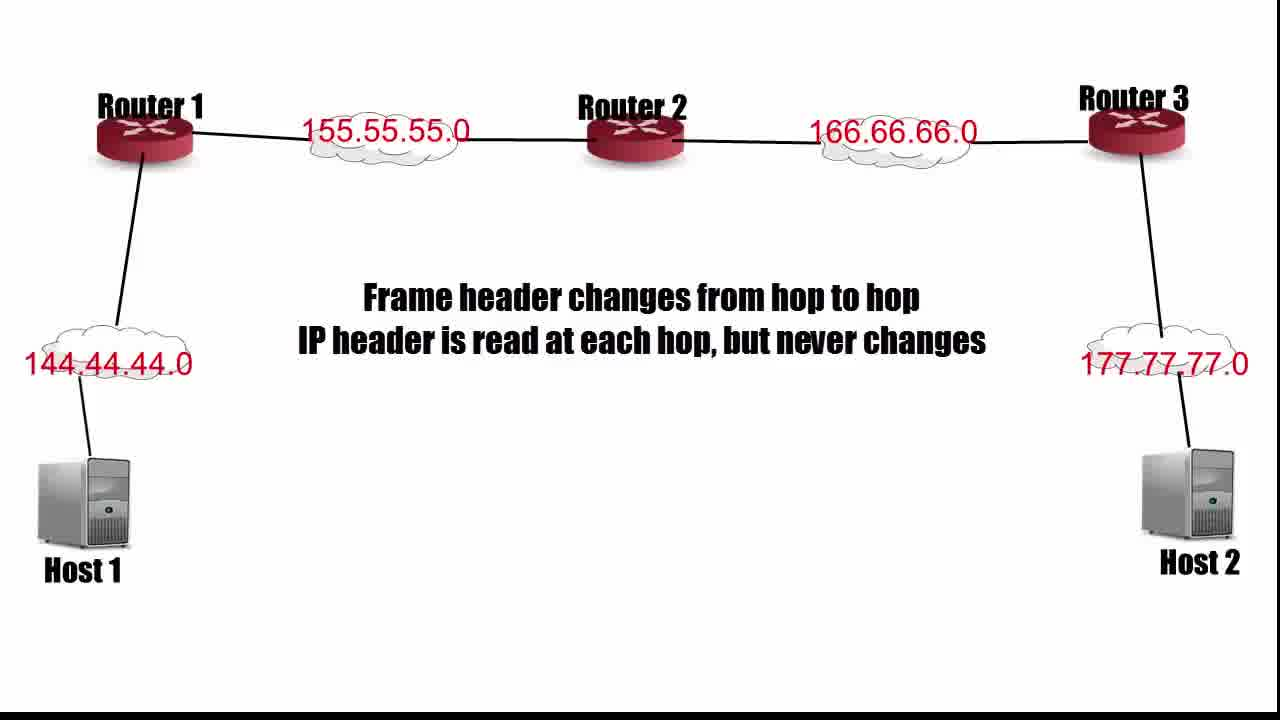 Router 1
Router 2
Router 3
155.55.55.0
166.66.66.0
Frame header changes from hop to hop
IP header is read at each hop, but never changes
144.44.44.0
177.77.77.0
Host 1
Host 2